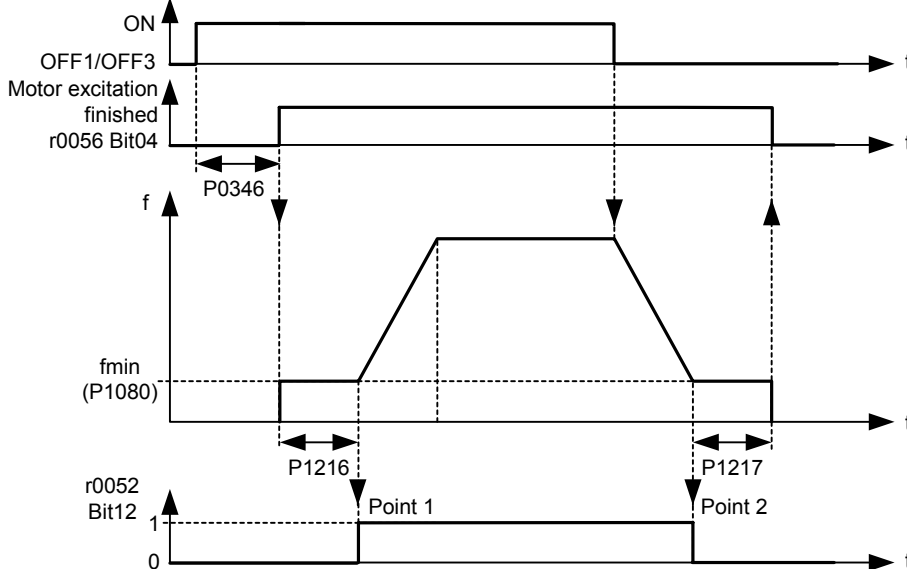 ON
OFF1/OFF3
t
Motor excitation
finished
r0056 Bit04
t
P0346
f
fmin
(P1080)
t
P1216
P1217
r0052
Bit12
1
Point 1
Point 2
0
t